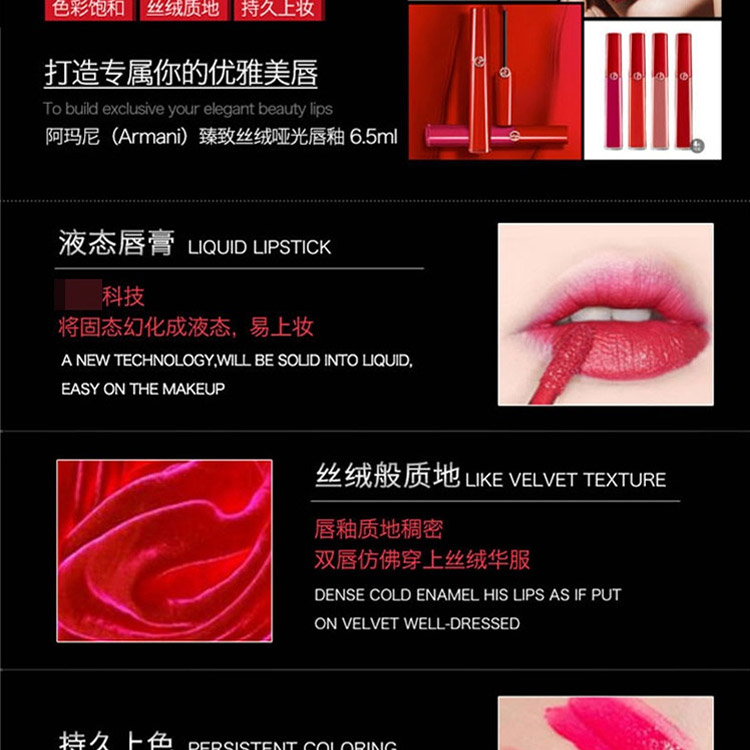 色彩饱和 丝绒质地 持久上妆
打造专属你的优雅美唇
To build exclusive your elegant beauty lips
阿玛尼（Armani）臻致丝绒哑光唇釉 6.5ml
液态唇膏 LIQUID LIPSTICK
科技
将固态幻化成液态，易上妆
A NEW TECHNOLOGY,WILL BE SOLID INTO LIQUID,
EASY ON THE MAKEUP
丝绒般质地 LIKE VELVET TEXTURE
唇釉质地稠密
双唇仿佛穿上丝绒华服
DENSE COLD ENAMEL HIS LIPS AS IF PUT
ON VELVET WELL-DRESSED
持久上色 PERSISTENT COLORING